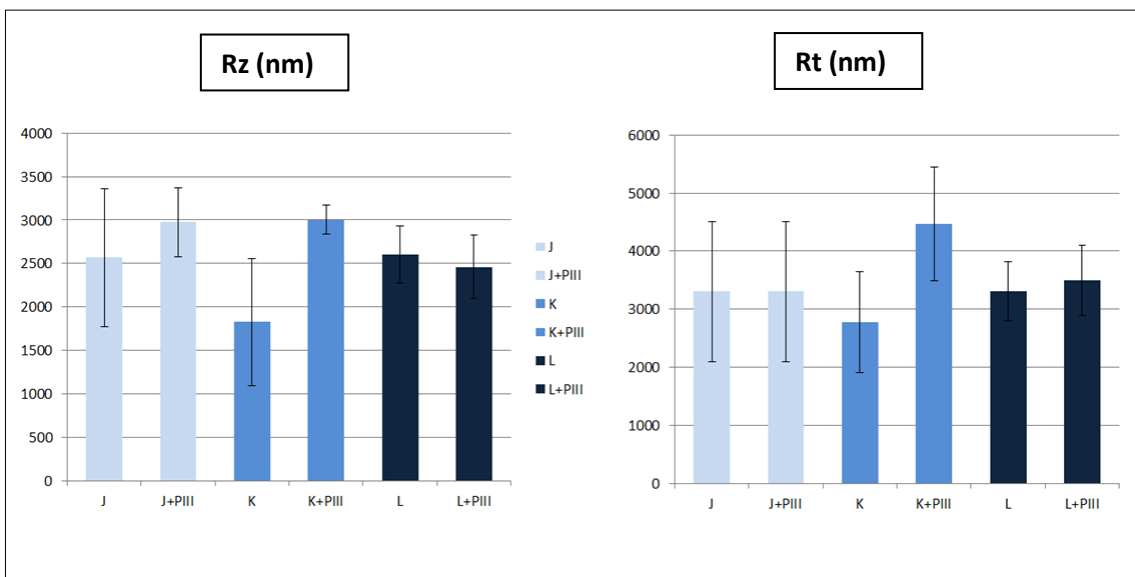 Rz (nm)
Rt (nm)
4000
3500
3000
2500
2000
1500
1000
500
0
J J+PIII K K+PIII L L+PIII
J
J+PIII
K
K+PIII
L
L+PIII
6000
5000
4000
3000
2000
1000
0
J J+PIII K K+PIII L L+PIII